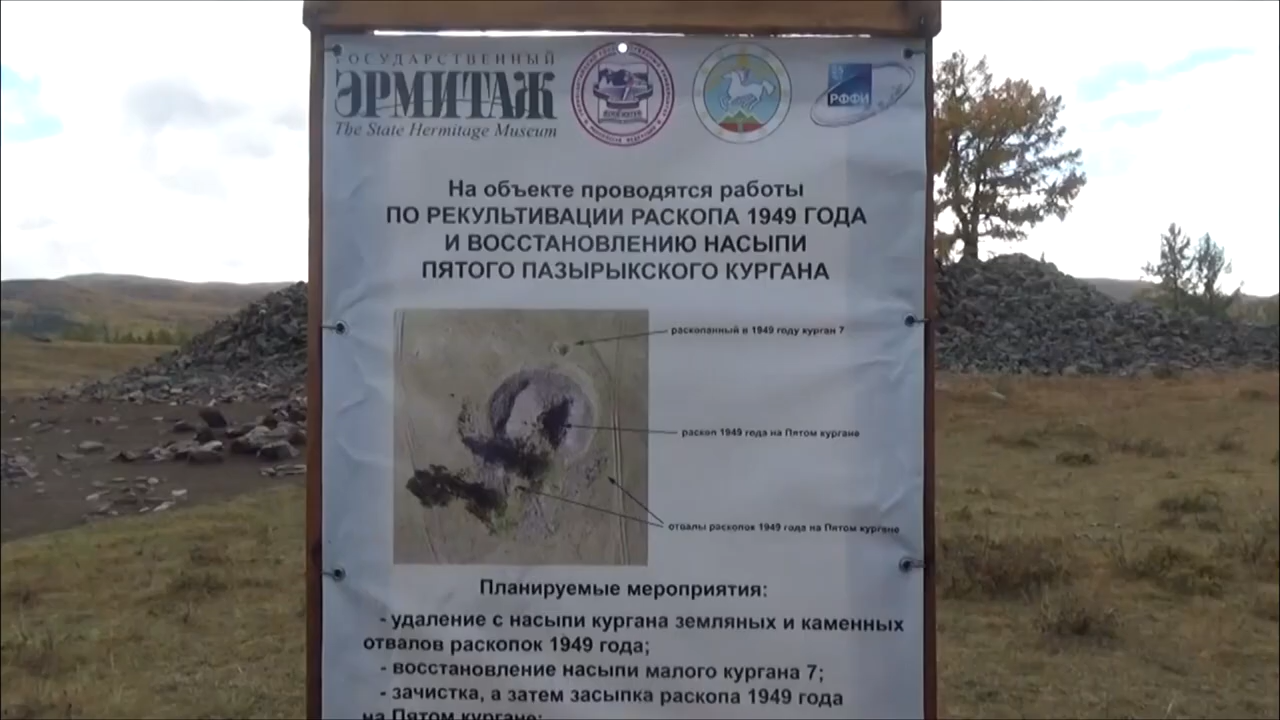 ГОСУДАРСТВЕННЫЙ
ЭРМИТАЖ
The State Hermitage Museum
РФФИ
На объекте проводятся работы
ПО РЕКУЛЬТИВАЦИИ РАСКОПА 1949 ГОДА
И ВОССТАНОВЛЕНИЮ НАСЫПИ
ПЯТОГО ПАЗЫРЫКСКОГО КУРГАНА
раскопанный в 1949 году курган 7
раскоп 1949 года на Пятом кургане
отвалы раскопок 1949 года на Пятом кургане
Планируемые мероприятия:
- удаление с насыпи кургана земляных и каменных
отвалов раскопок 1949 года;
- восстановление насыпи малого кургана 7;
- зачистка, а затем засыпка раскопа 1949 года
на Пятом кургане;